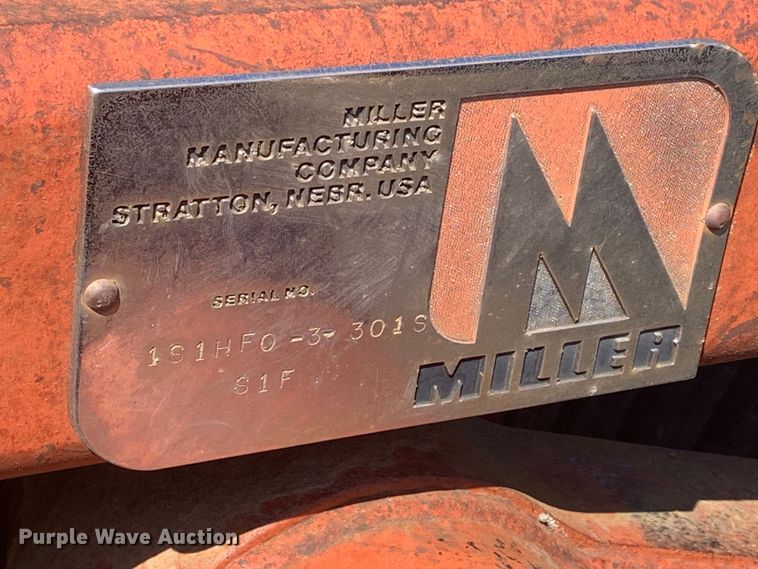 MILLER
MANUFACTURING
COMPANY
STRATTON, NEBR. USA
SERIAL NO.
1S1HFO-3-301S
S1F
MILLER
Purple Wave Auction